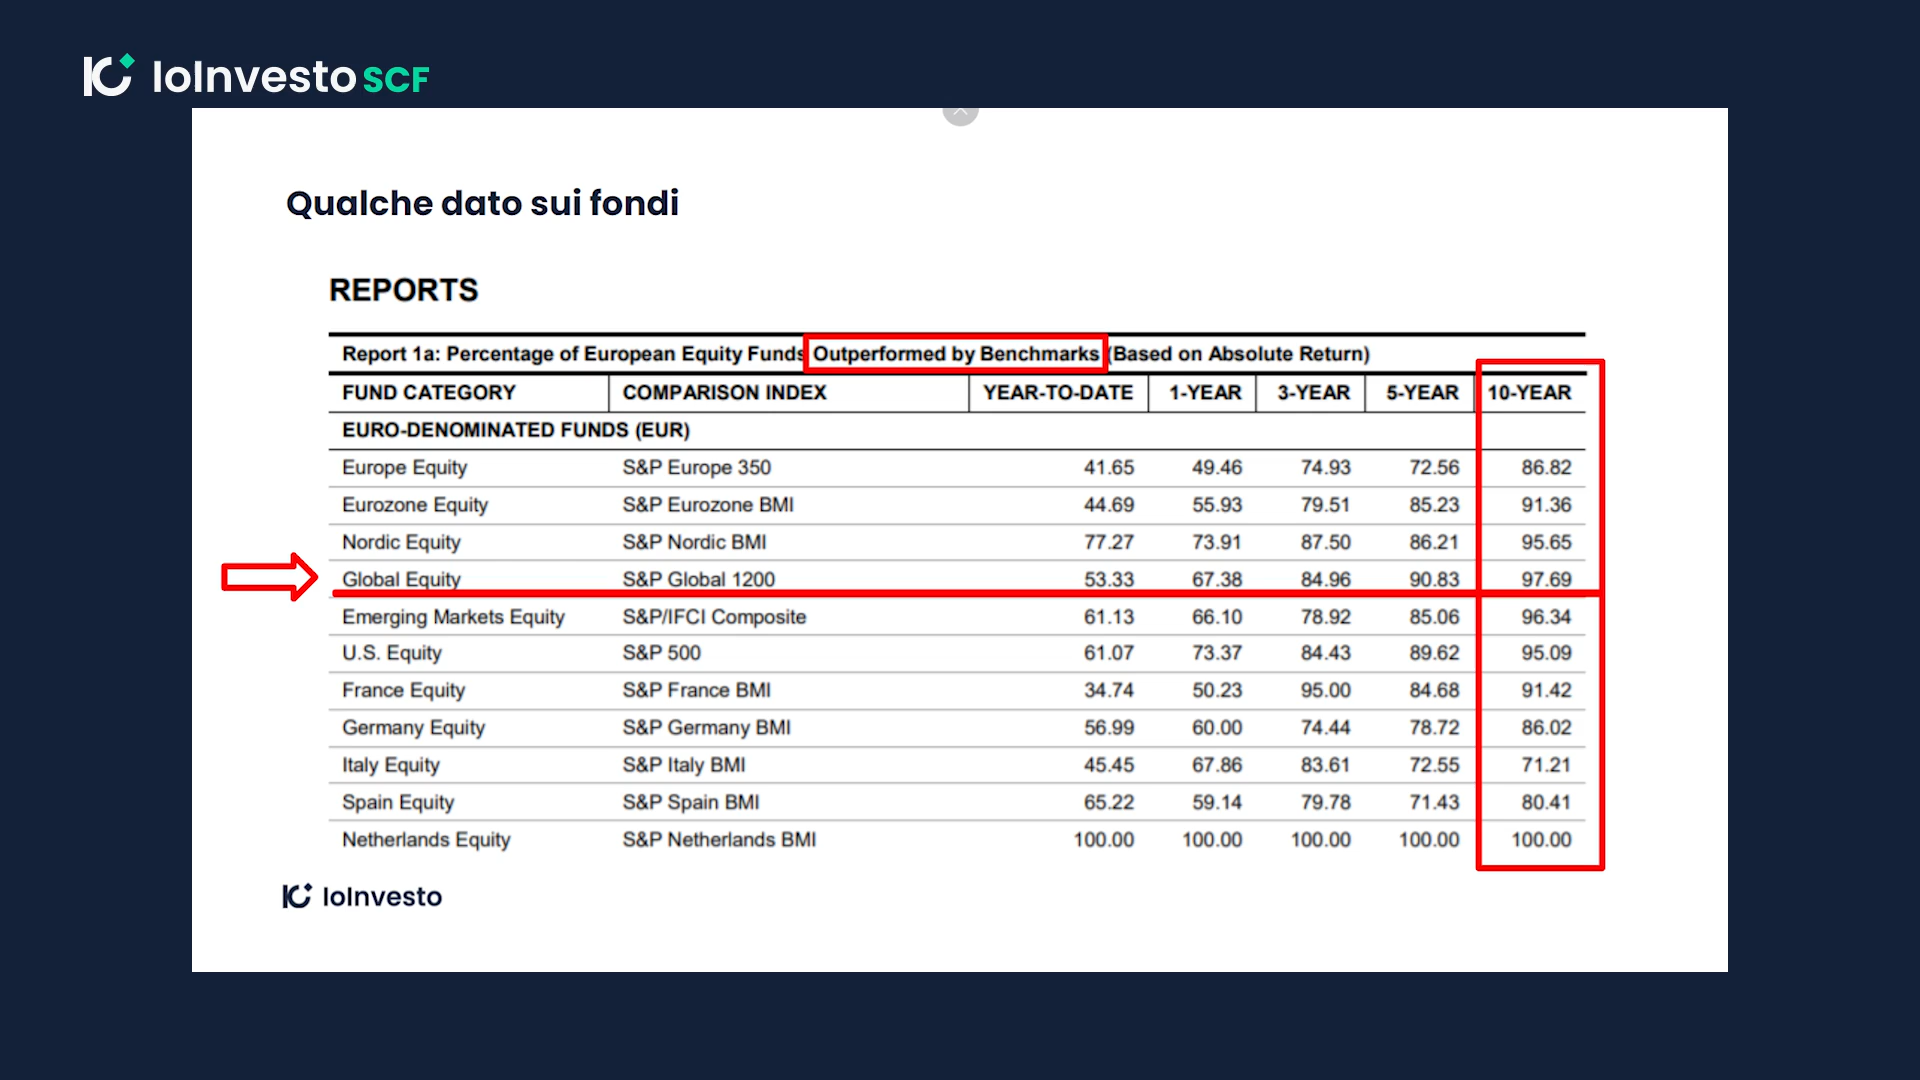 IoInvesto SCF
Qualche dato sui fondi
REPORTS
Report 1a: Percentage of European Equity Funds Outperformed by Benchmarks (Based on Absolute Return)
FUND CATEGORY COMPARISON INDEX YEAR-TO-DATE 1-YEAR 3-YEAR 5-YEAR 10-YEAR
EURO-DENOMINATED FUNDS (EUR)
Europe Equity S&P Europe 350 41.65 49.46 74.93 72.56 86.82
Eurozone Equity S&P Eurozone BMI 44.69 55.93 79.51 85.23 91.36
Nordic Equity S&P Nordic BMI 77.27 73.91 87.50 86.21 95.65
Global Equity S&P Global 1200 53.33 67.38 84.96 90.83 97.69
Emerging Markets Equity S&P/IFCI Composite 61.13 66.10 78.92 85.06 96.34
U.S. Equity S&P 500 61.07 73.37 84.43 89.62 95.09
France Equity S&P France BMI 34.74 50.23 95.00 84.68 91.42
Germany Equity S&P Germany BMI 56.99 60.00 74.44 78.72 86.02
Italy Equity S&P Italy BMI 45.45 67.86 83.61 72.55 71.21
Spain Equity S&P Spain BMI 65.22 59.14 79.78 71.43 80.41
Netherlands Equity S&P Netherlands BMI 100.00 100.00 100.00 100.00 100.00
IoInvesto